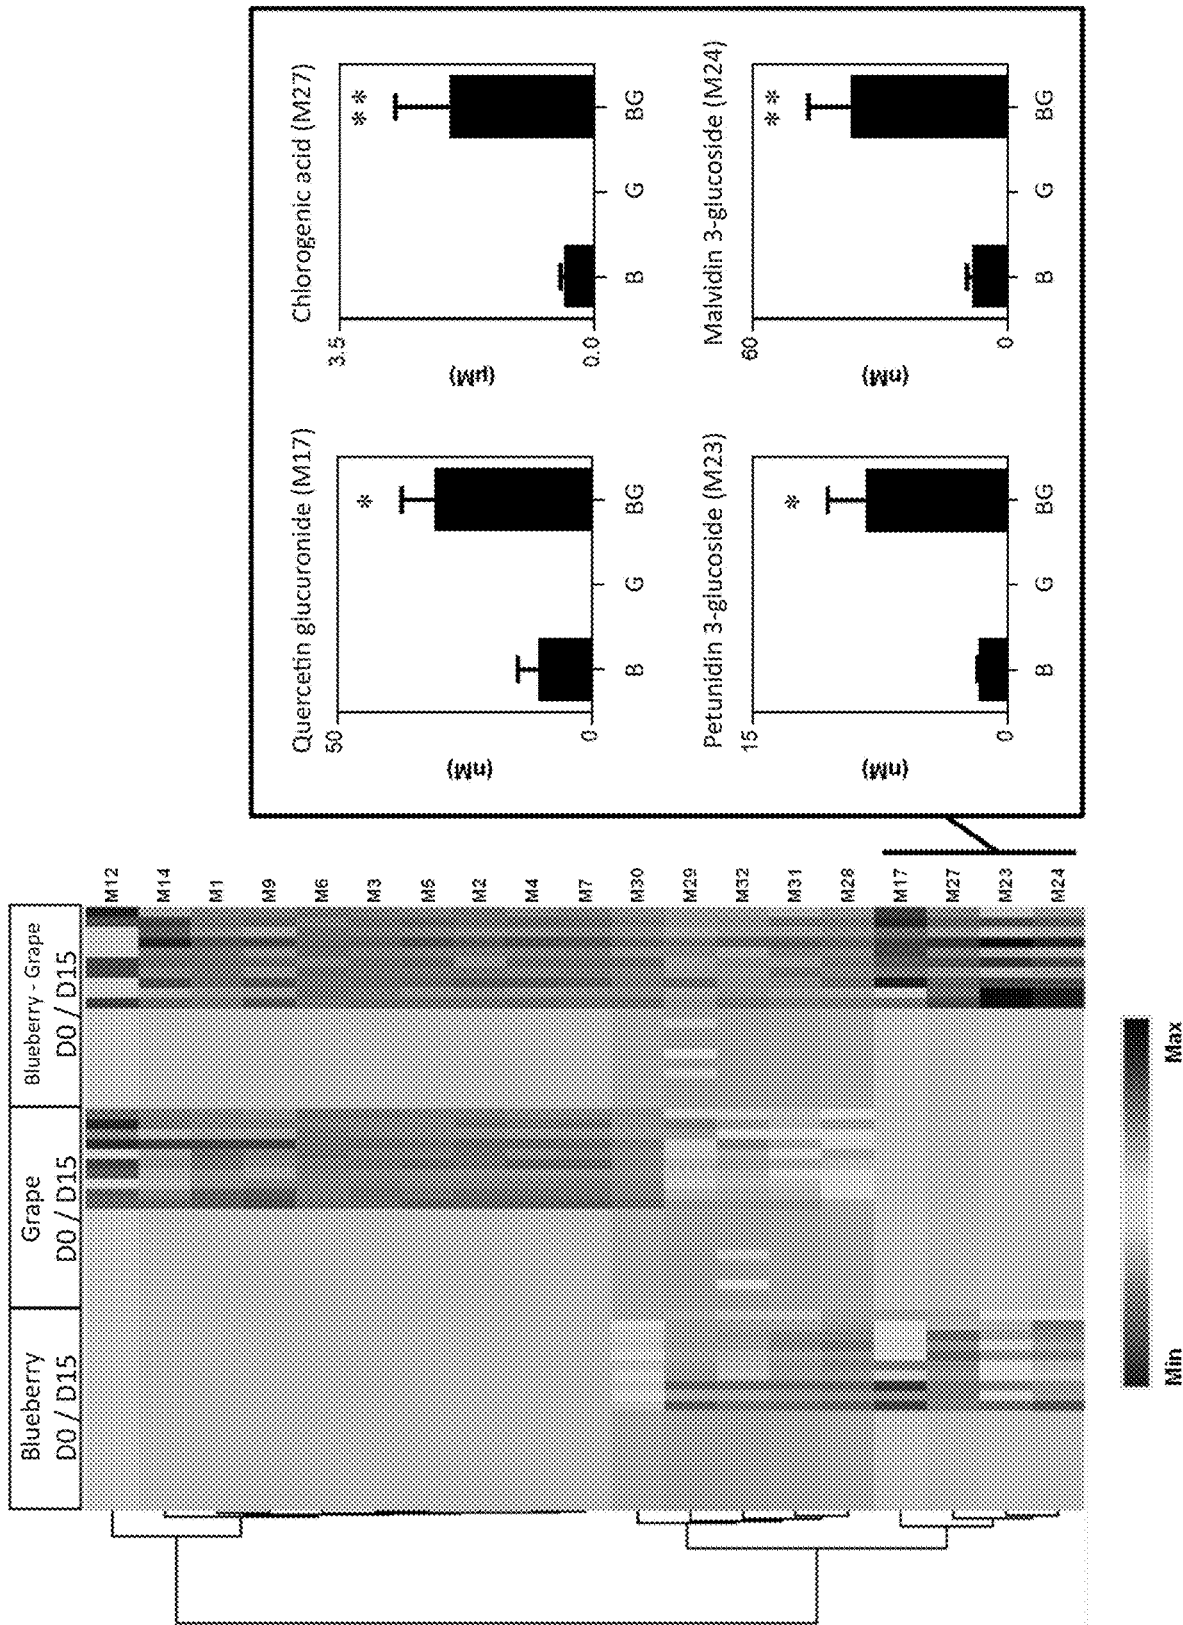 Blueberry
D0 / D15
Grape
D0 / D15
Blueberry - Grape
D0 / D15
M12
M14
M1
M9
M6
M3
M5
M2
M4
M7
M30
M29
M32
M31
M28
M17
M27
M23
M24
Min
Max
Quercetin glucuronide (M17)
50
(nM)
0
*
B G BG
Chlorogenic acid (M27)
3.5
(µM)
0.0
**
B G BG
Petunidin 3-glucoside (M23)
15
(nM)
0
*
B G BG
Malvidin 3-glucoside (M24)
60
(nM)
0
**
B G BG